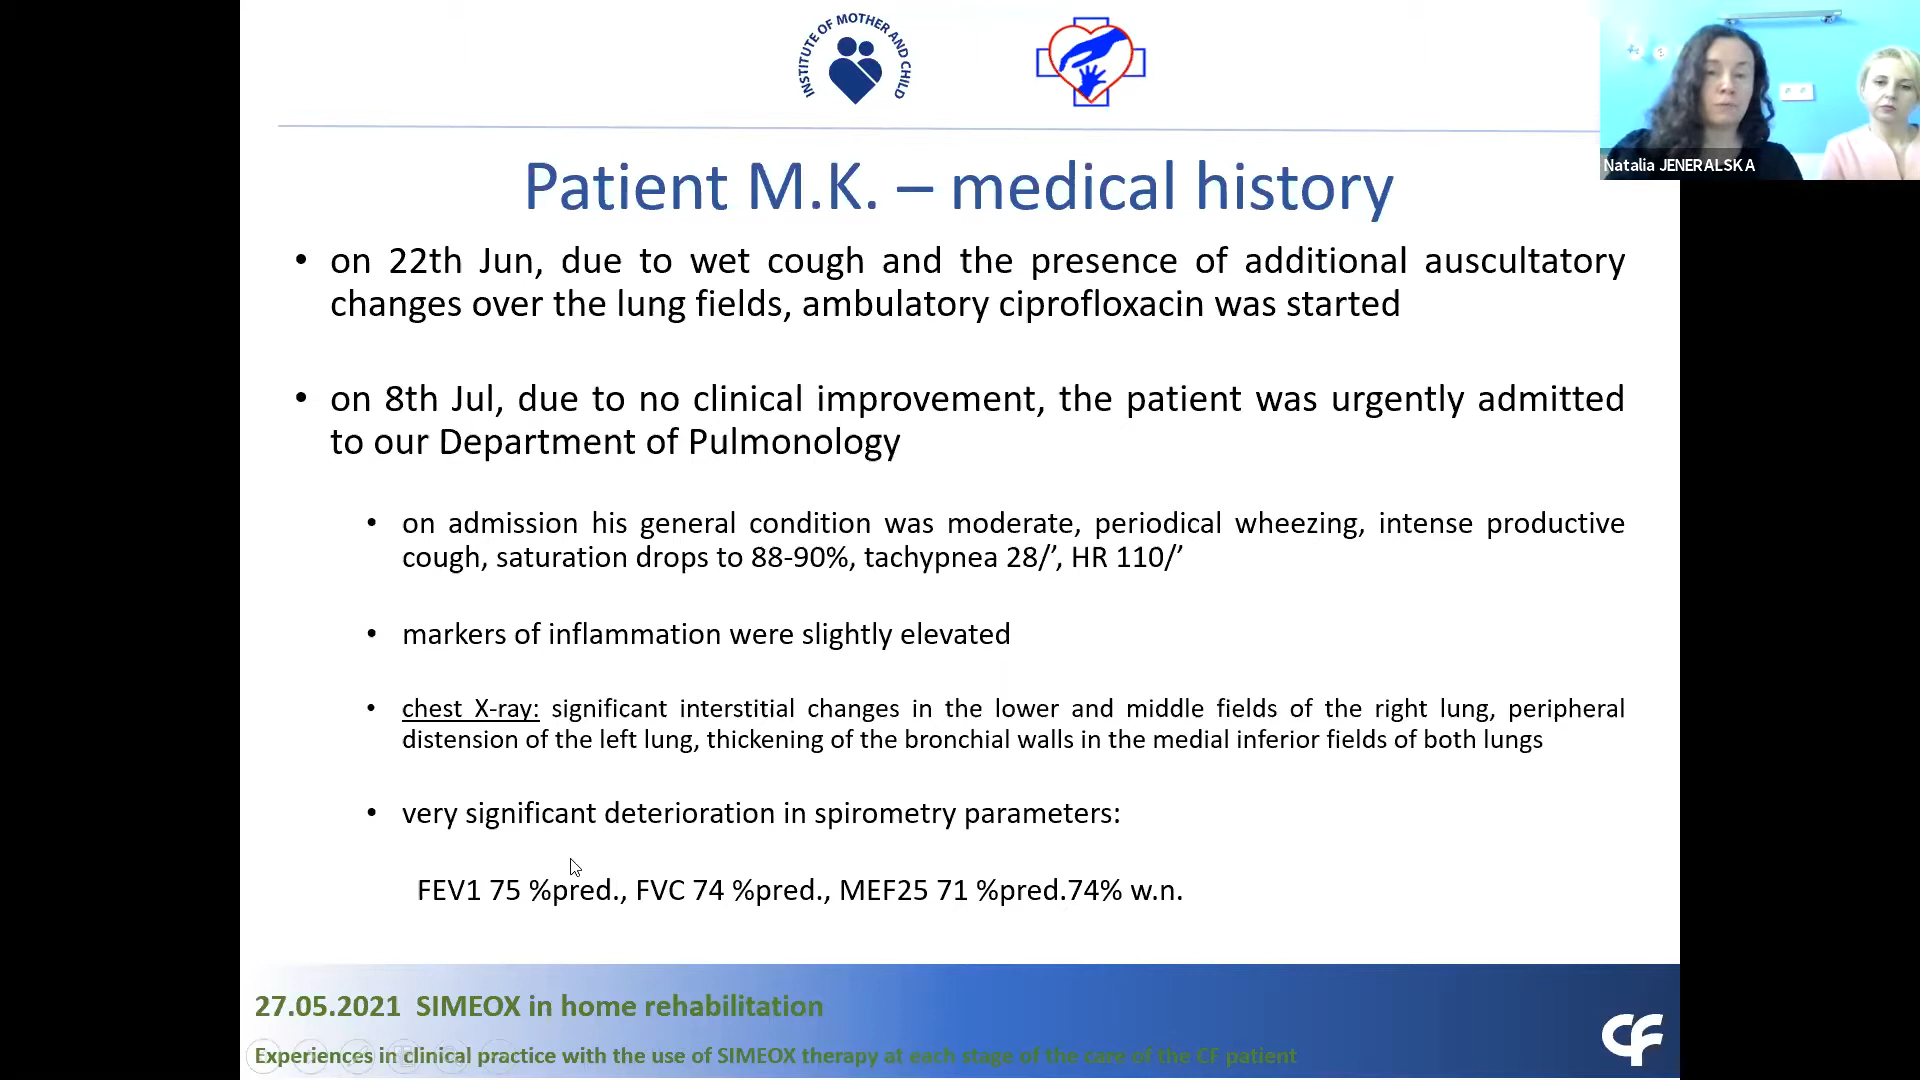 INSTITUTE OF MOTHER AND CHILD
Natalia JENERALSKA
Patient M.K. – medical history
• on 22th Jun, due to wet cough and the presence of additional auscultatory
changes over the lung fields, ambulatory ciprofloxacin was started
• on 8th Jul, due to no clinical improvement, the patient was urgently admitted
to our Department of Pulmonology
• on admission his general condition was moderate, periodical wheezing, intense productive
cough, saturation drops to 88-90%, tachypnea 28/’, HR 110/’
• markers of inflammation were slightly elevated
• chest X-ray: significant interstitial changes in the lower and middle fields of the right lung, peripheral
distension of the left lung, thickening of the bronchial walls in the medial inferior fields of both lungs
• very significant deterioration in spirometry parameters:
FEV1 75 %pred., FVC 74 %pred., MEF25 71 %pred.74% w.n.
27.05.2021 SIMEOX in home rehabilitation
Experiences in clinical practice with the use of SIMEOX therapy at each stage of the care of the CF patient
CF